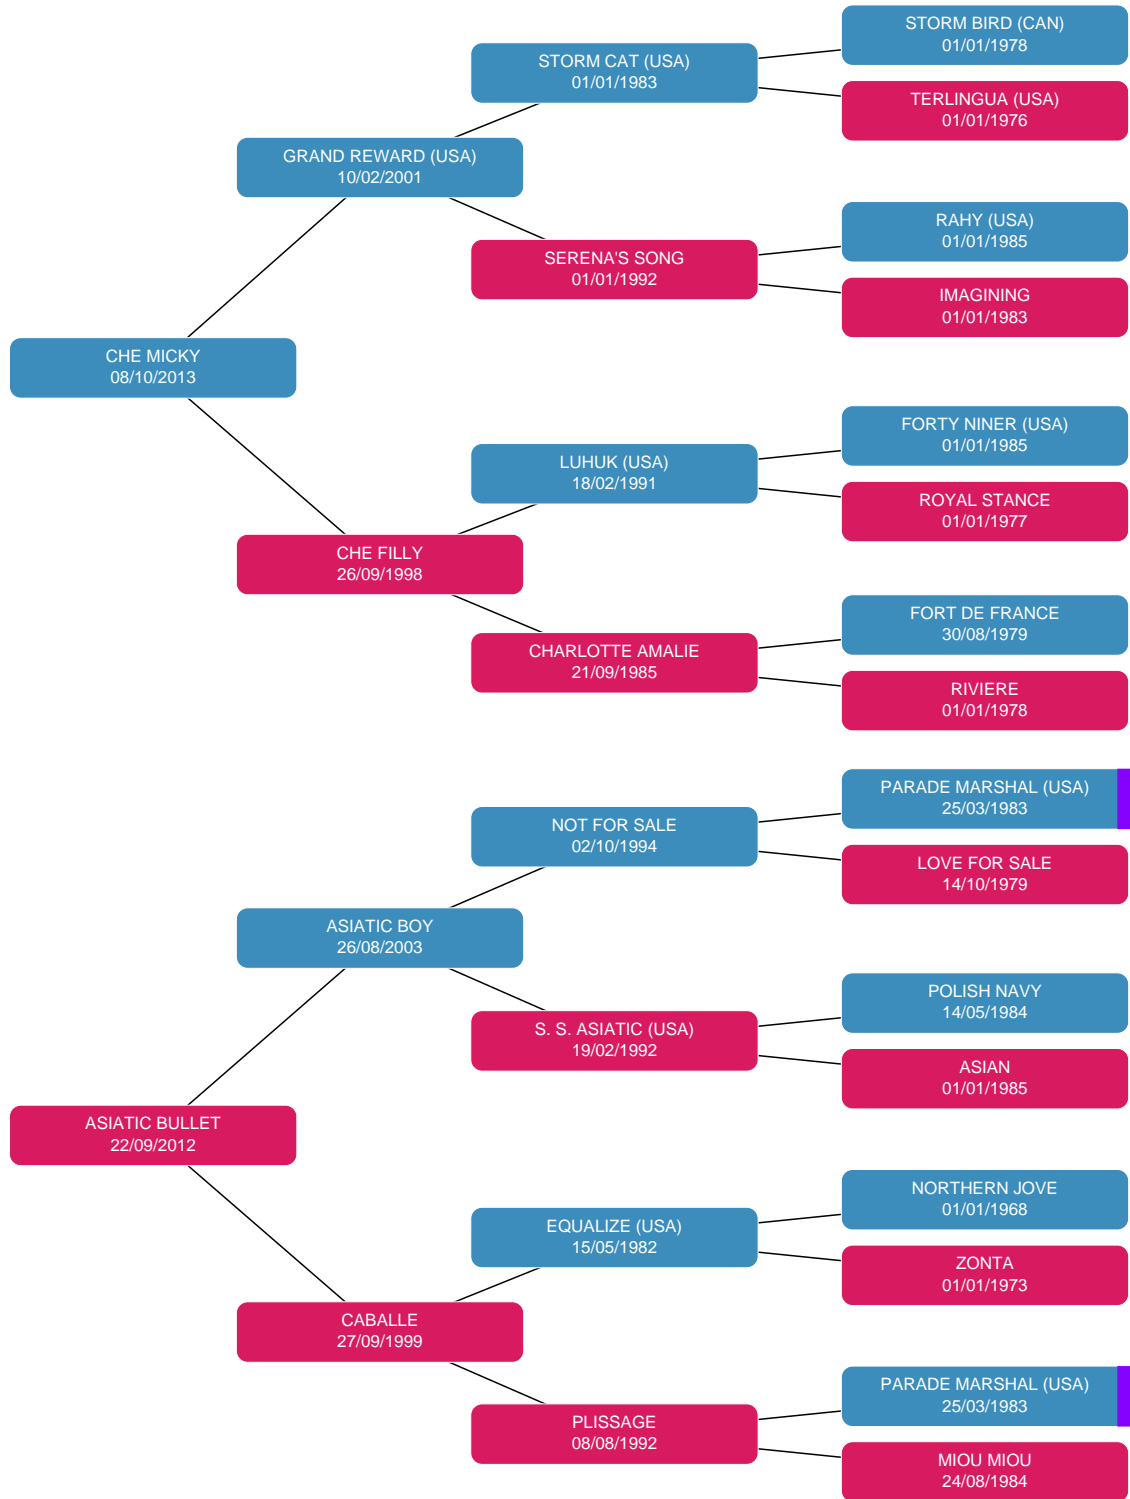 STORM BIRD (CAN)
01/01/1978
STORM CAT (USA)
01/01/1983
TERLINGUA (USA)
01/01/1976
GRAND REWARD (USA)
10/02/2001
RAHY (USA)
01/01/1985
SERENA'S SONG
01/01/1992
IMAGINING
01/01/1983
CHE MICKY
08/10/2013
FORTY NINER (USA)
01/01/1985
LUHUK (USA)
18/02/1991
ROYAL STANCE
01/01/1977
CHE FILLY
26/09/1998
FORT DE FRANCE
30/08/1979
CHARLOTTE AMALIE
21/09/1985
RIVIERE
01/01/1978
PARADE MARSHAL (USA)
25/03/1983
NOT FOR SALE
02/10/1994
LOVE FOR SALE
14/10/1979
ASIATIC BOY
26/08/2003
POLISH NAVY
14/05/1984
S. S. ASIATIC (USA)
19/02/1992
ASIAN
01/01/1985
ASIATIC BULLET
22/09/2012
NORTHERN JOVE
01/01/1968
EQUALIZE (USA)
15/05/1982
ZONTA
01/01/1973
CABALLE
27/09/1999
PARADE MARSHAL (USA)
25/03/1983
PLISSAGE
08/08/1992
MIOU MIOU
24/08/1984